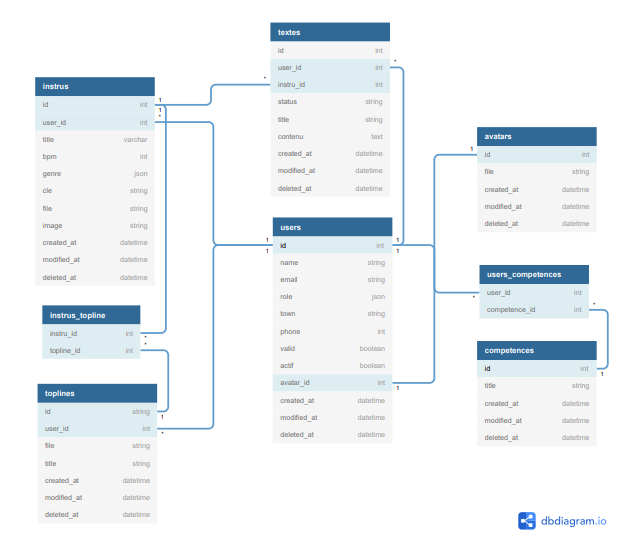 textes
id int
user_id int
instru_id int
status string
title string
contenu text
created_at datetime
modified_at datetime
deleted_at datetime
instrus
id int
user_id int
title varchar
bpm int
genre json
cle string
file string
image string
created_at datetime
modified_at datetime
deleted_at datetime
avatars
id int
file string
created_at datetime
modified_at datetime
deleted_at datetime
users
id int
name string
email string
role json
town string
phone int
valid boolean
actif boolean
avatar_id int
created_at datetime
modified_at datetime
deleted_at datetime
users_competences
user_id int
competence_id int
instrus_topline
instru_id int
topline_id int
competences
id int
title string
created_at datetime
modified_at datetime
deleted_at datetime
toplines
id string
user_id int
file string
title string
created_at datetime
modified_at datetime
deleted_at datetime
1
1
*
*
*
1
1
1
1
1
*
*
1
1
*
*
1
*
dbdiagram.io